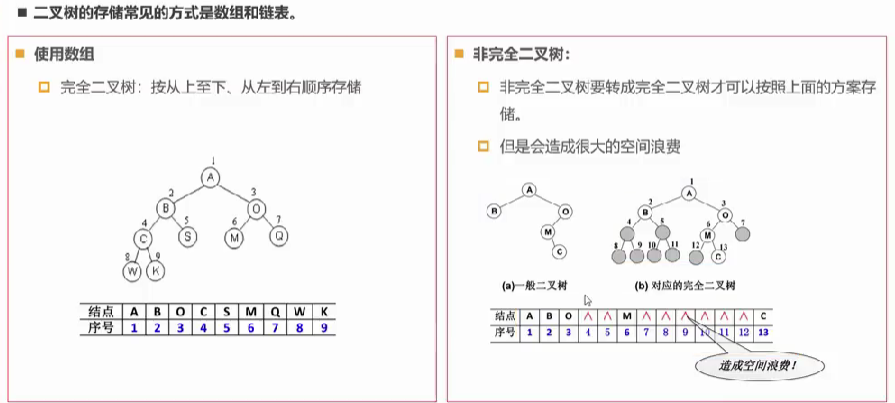 二叉树的存储常见的方式是数组和链表。
使用数组
完全二叉树：按从上至下、从左到右顺序存储
1
A
2
3
B
O
4
5
6
7
C
S
M
Q
8
9
W
K
结点 A B O C S M Q W K
序号 1 2 3 4 5 6 7 8 9
非完全二叉树：
非完全二叉树要转成完全二叉树才可以按照上面的方案存
储。
但是会造成很大的空间浪费
A
B
O
M
C
(a)一般二叉树
1
A
2
3
B
O
4
5
6
7
M
8
9
10
11
12
13
C
(b) 对应的完全二叉树
结点 A B O ∧ ∧ M ∧ ∧ ∧ ∧ ∧ ∧ C
序号 1 2 3 4 5 6 7 8 9 10 11 12 13
造成空间浪费！